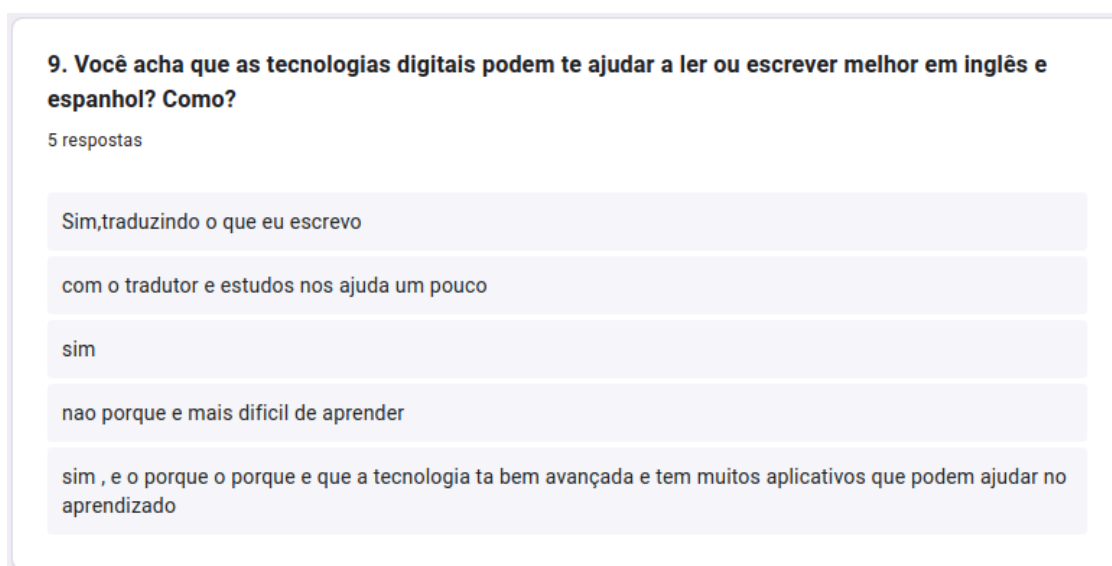 9. Você acha que as tecnologias digitais podem te ajudar a ler ou escrever melhor em inglês e
espanhol? Como?
5 respostas
Sim,traduzindo o que eu escrevo
com o tradutor e estudos nos ajuda um pouco
sim
nao porque e mais dificil de aprender
sim , e o porque o porque e que a tecnologia ta bem avançada e tem muitos aplicativos que podem ajudar no
aprendizado